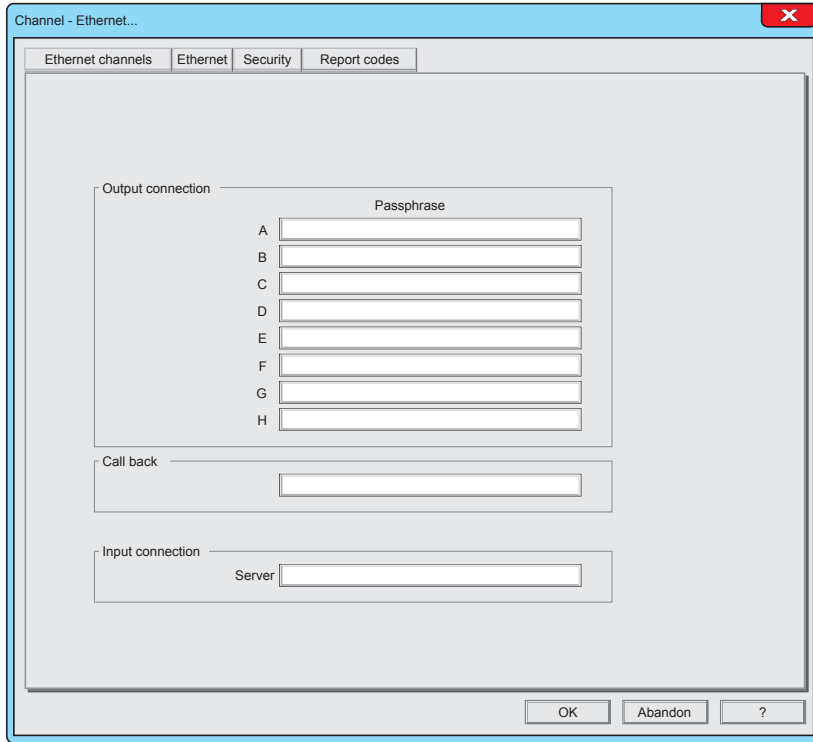 Channel - Ethernet...
Ethernet channels Ethernet Security Report codes
Output connection
Passphrase
A
B
C
D
E
F
G
H
Call back
Input connection
Server
OK Abandon ?